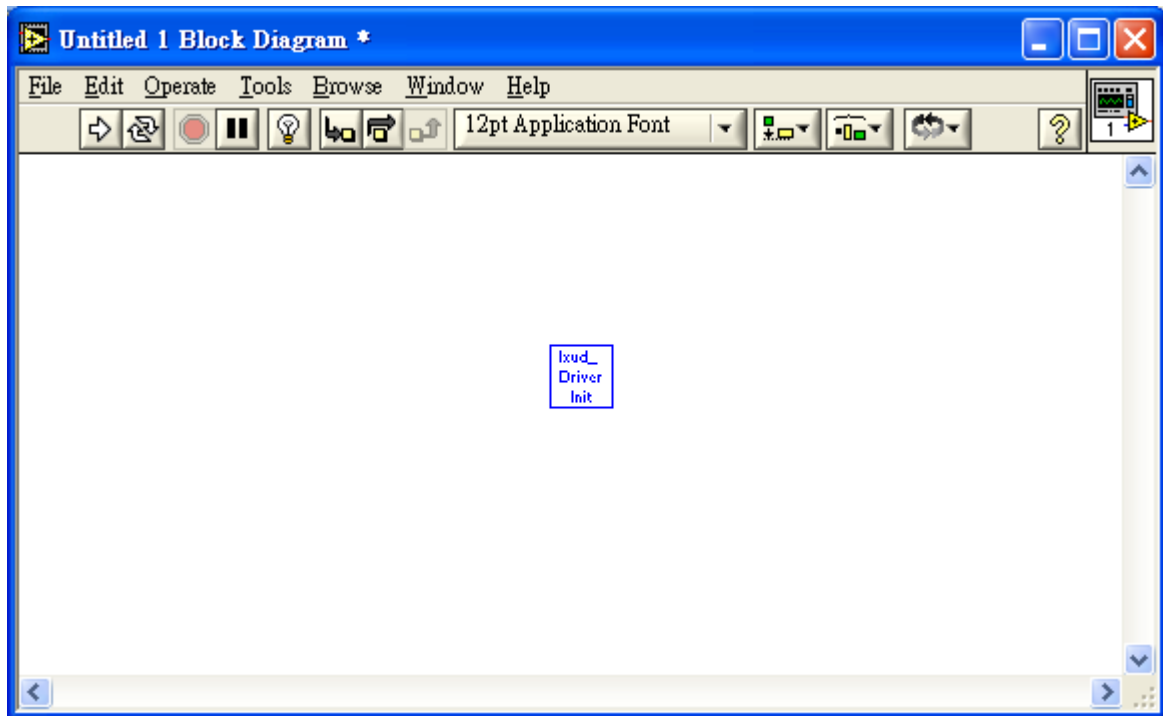 Untitled 1 Block Diagram *
File Edit Operate Tools Browse Window Help
12pt Application Font
?
1
Ixud_
Driver
Init